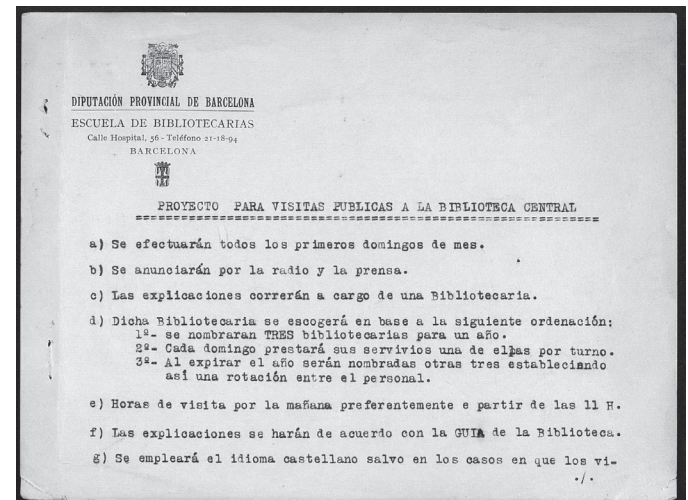 DIPUTACIÓN PROVINCIAL DE BARCELONA
ESCUELA DE BIBLIOTECARIAS
Calle Hospital, 56 - Teléfono 21-18-94
BARCELONA
PROYECTO PARA VISITAS PUBLICAS A LA BIBLIOTECA CENTRAL
a) Se efectuarán todos los primeros domingos de mes.
b) Se anunciarán por la radio y la prensa.
c) Las explicaciones correrán a cargo de una Bibliotecaria.
d) Dicha Bibliotecaria se escogerá en base a la siguiente ordenación:
1º- se nombraran TRES bibliotecarias para un año.
2º- Cada domingo prestará sus servivios una de ellas por turno.
3º- Al expirar el año serán nombradas otras tres estableciando
así una rotación entre el personal.
e) Horas de visita por la mañana preferentemente e partir de las 11 H.
f) Las explicaciones se harán de acuerdo con la GUIA de la Biblioteca.
g) Se empleará el idioma castellano salvo en los casos en que los vi-
./.